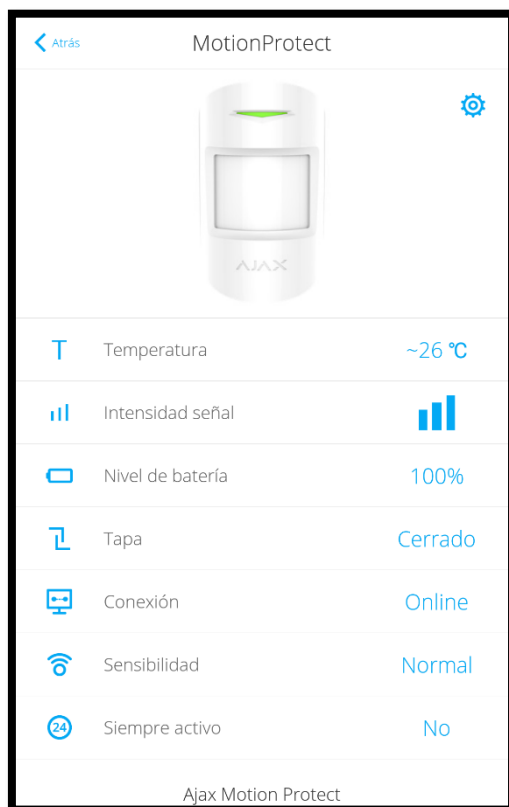 Atrás
MotionProtect
AJAX
T
Temperatura
~26 °C
Intensidad señal
Nivel de batería
100%
Tapa
Cerrado
Conexión
Online
Sensibilidad
Normal
24
Siempre activo
No
Ajax Motion Protect